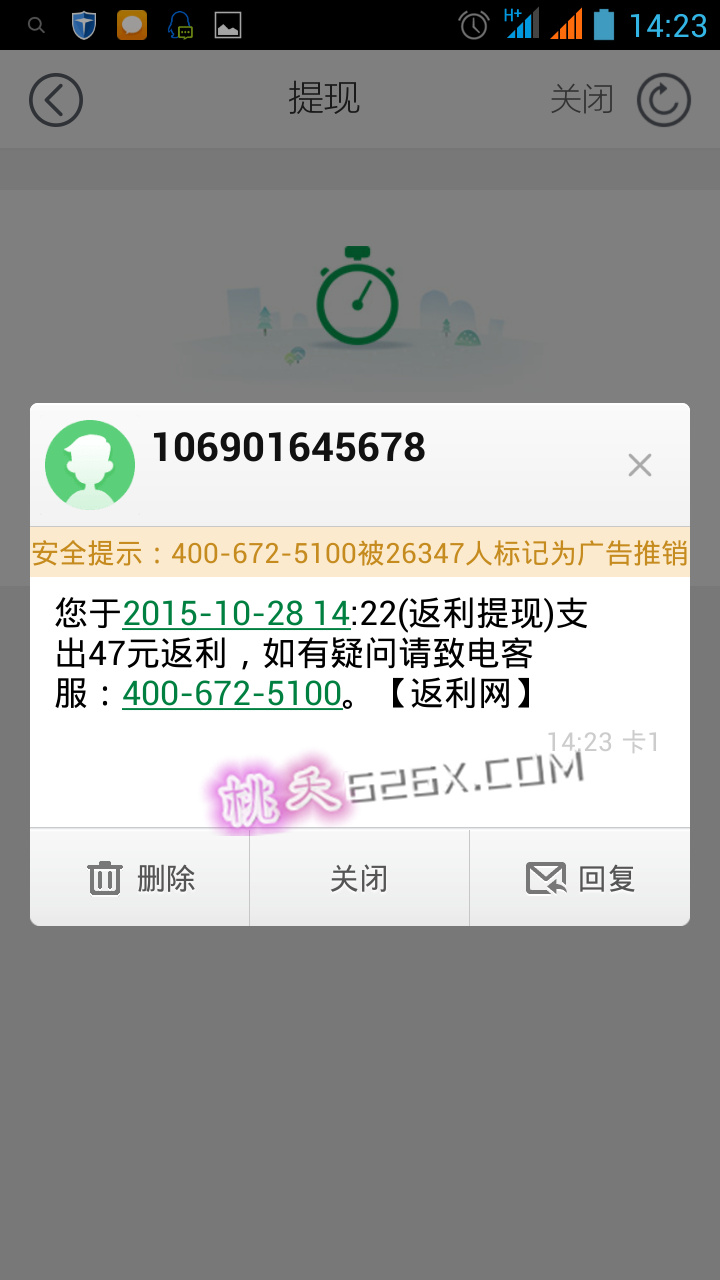 H+
14:23
提现
关闭
106901645678
安全提示：400-672-5100被26347人标记为广告推销
您于2015-10-28 14:22(返利提现)支
出47元返利，如有疑问请致电客
服：400-672-5100。【返利网】
14:23 卡1
桃夭626X.COM
删除
关闭
回复